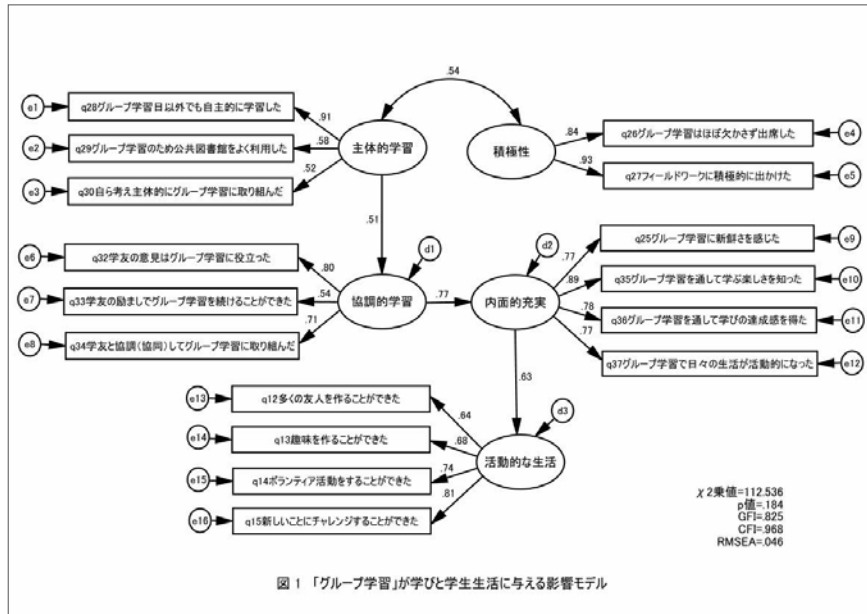 .54
e1
q28グループ学習日以外でも自主的に学習した
.91
e2
q29グループ学習のため公共図書館をよく利用した
.58
e3
q30自ら考え主体的にグループ学習に取り組んだ
.52
主体的学習
積極性
.84
q26グループ学習はほぼ欠かさず出席した
e4
.93
q27フィールドワークに積極的に出かけた
e5
.51
e6
q32学友の意見はグループ学習に役立った
.80
e7
q33学友の励ましでグループ学習を続けることができた
.54
e8
q34学友と協調(協同)してグループ学習に取り組んだ
.71
d1
協調的学習
.77
d2
内面的充実
.77
q25グループ学習に新鮮さを感じた
e9
.89
q35グループ学習を通して学ぶ楽しさを知った
e10
.78
q36グループ学習を通して学びの達成感を得た
e11
.77
q37グループ学習で日々の生活が活動的になった
e12
.63
e13
q12多くの友人を作ることができた
.64
e14
q13趣味を作ることができた
.68
e15
q14ボランティア活動をすることができた
.74
e16
q15新しいことにチャレンジすることができた
.81
d3
活動的な生活
χ2乗値=112.536
p値=.184
GFI=.825
CFI=.968
RMSEA=.046
図 1 「グループ学習」が学びと学生生活に与える影響モデル